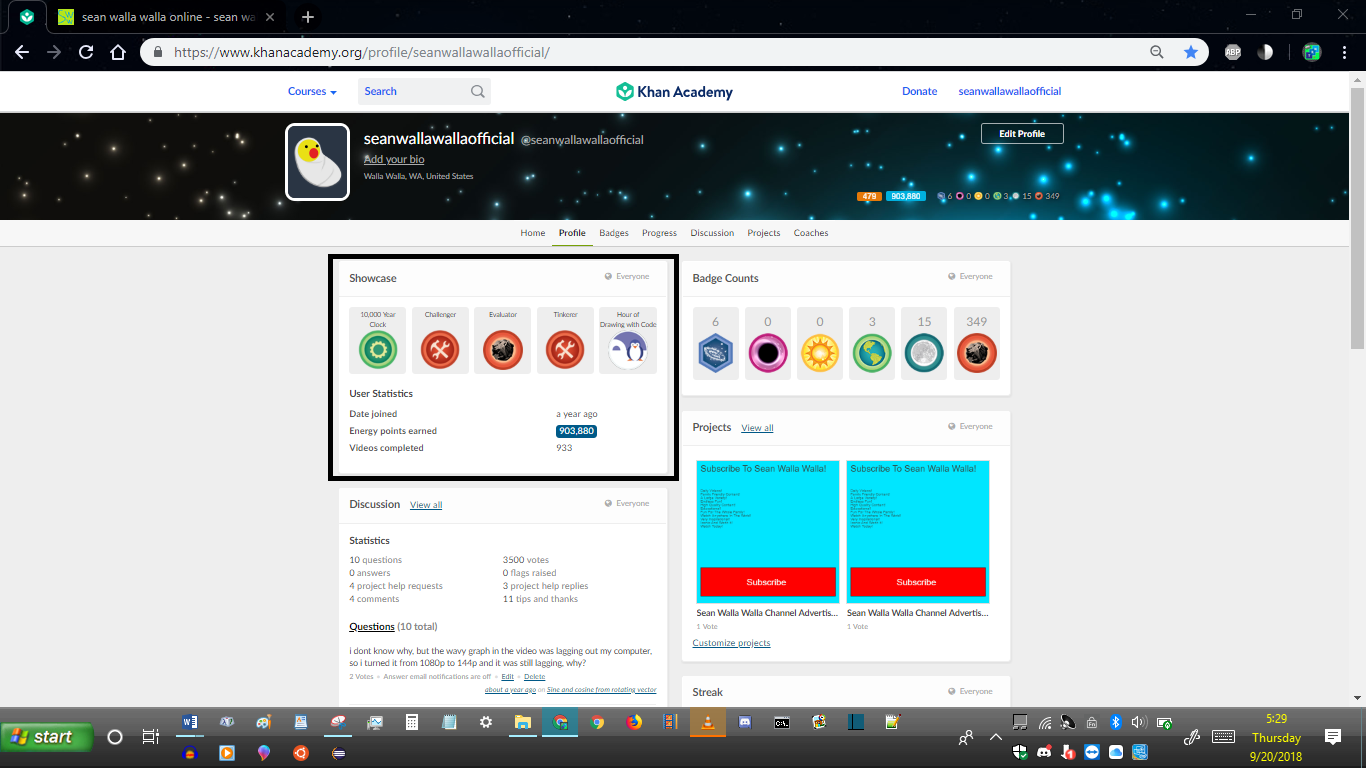 sean walla walla online - sean wa
https://www.khanacademy.org/profile/seanwallawallaofficial/
ABP
Courses
Search
Khan Academy
Donate
seanwallawallaofficial
seanwallawallaofficial @seanwallawallaofficial
Edit Profile
Add your bio
Walla Walla, WA, United States
478 903,880 6 0 0 3 15 349
Home Profile Badges Progress Discussion Projects Coaches
Showcase Everyone
10,000 Year Clock
Challenger
Evaluator
Tinkerer
Hour of Drawing with Code
User Statistics
Date joined a year ago
Energy points earned 903,880
Videos completed 933
Badge Counts Everyone
6 0 0 3 15 349
Projects View all Everyone
Subscribe To Sean Walla Walla!
Subscribe
Sean Walla Walla Channel Advertis...
1 Vote
Subscribe To Sean Walla Walla!
Subscribe
Sean Walla Walla Channel Advertis...
1 Vote
Customize projects
Discussion View all Everyone
Statistics
10 questions 3500 votes
0 answers 0 flags raised
4 project help requests 3 project help replies
4 comments 11 tips and thanks
Questions (10 total)
i dont know why, but the wavy graph in the video was lagging out my computer,
so i turned it from 1080p to 144p and it was still lagging, why?
2 Votes • Answer email notifications are off • Edit • Delete
about a year ago on Sine and cosine from rotating vector
Streak Everyone
start
5:29
Thursday
9/20/2018